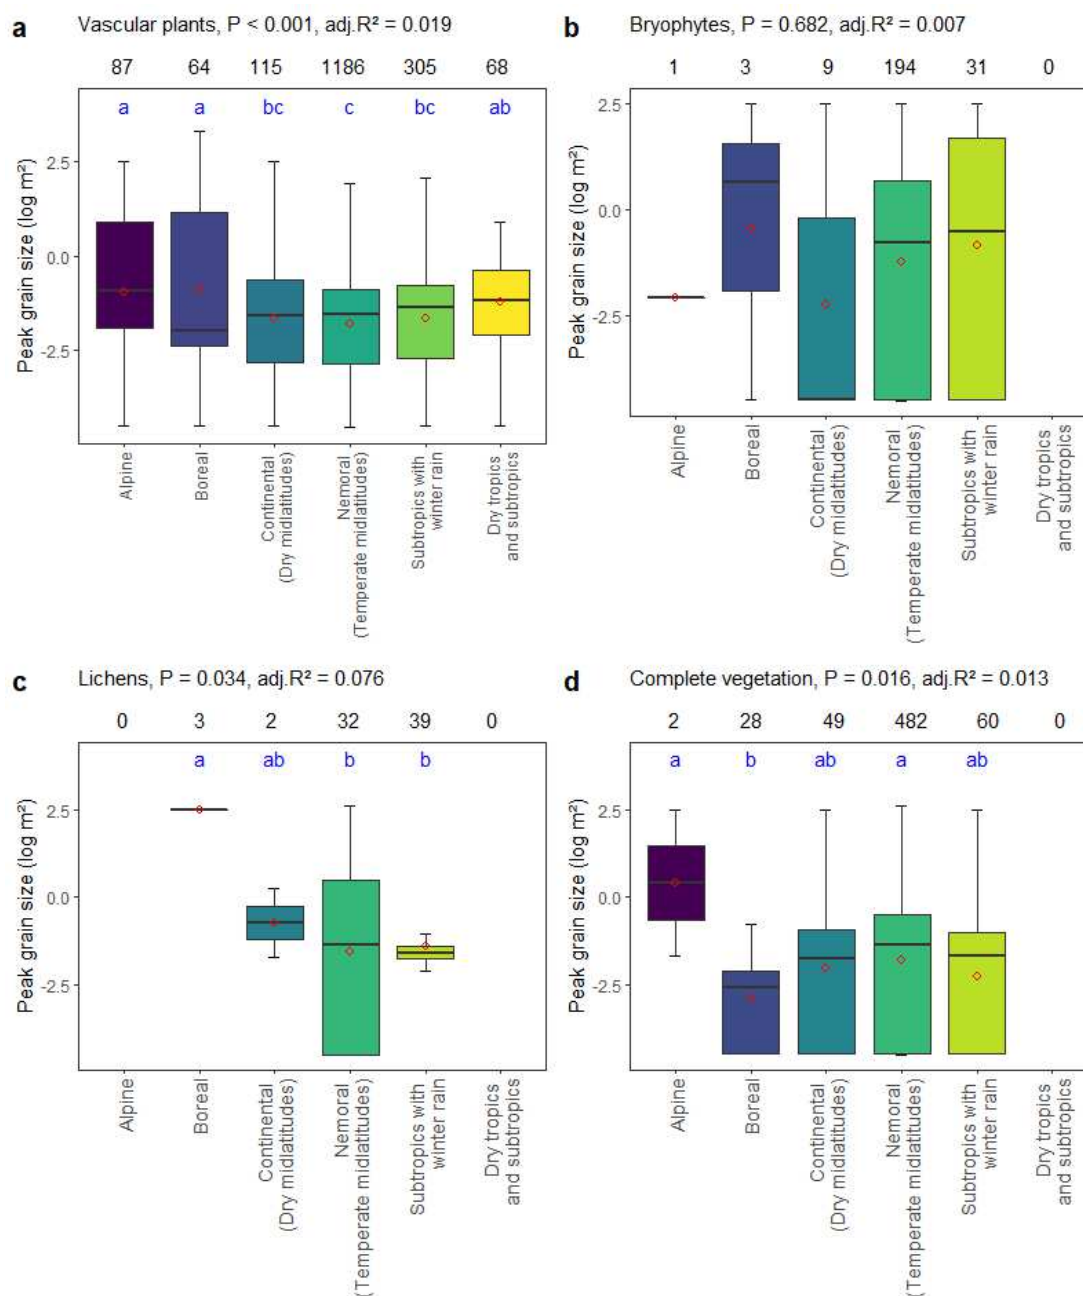 a Vascular plants, P < 0.001, adj.R² = 0.019
87 64 115 1186 305 68
a a bc c bc ab
Peak grain size (log m²)
2.5
0.0
-2.5
Alpine
Boreal
Continental
(Dry midlatitudes)
Nemoral
(Temperate midlatitudes)
Subtropics with
winter rain
Dry tropics
and subtropics
b Bryophytes, P = 0.682, adj.R² = 0.007
1 3 9 194 31 0
Peak grain size (log m²)
2.5
0.0
-2.5
Alpine
Boreal
Continental
(Dry midlatitudes)
Nemoral
(Temperate midlatitudes)
Subtropics with
winter rain
Dry tropics
and subtropics
c Lichens, P = 0.034, adj.R² = 0.076
0 3 2 32 39 0
a ab b b
Peak grain size (log m²)
2.5
0.0
-2.5
Alpine
Boreal
Continental
(Dry midlatitudes)
Nemoral
(Temperate midlatitudes)
Subtropics with
winter rain
Dry tropics
and subtropics
d Complete vegetation, P = 0.016, adj.R² = 0.013
2 28 49 482 60 0
a b ab a ab
Peak grain size (log m²)
2.5
0.0
-2.5
Alpine
Boreal
Continental
(Dry midlatitudes)
Nemoral
(Temperate midlatitudes)
Subtropics with
winter rain
Dry tropics
and subtropics